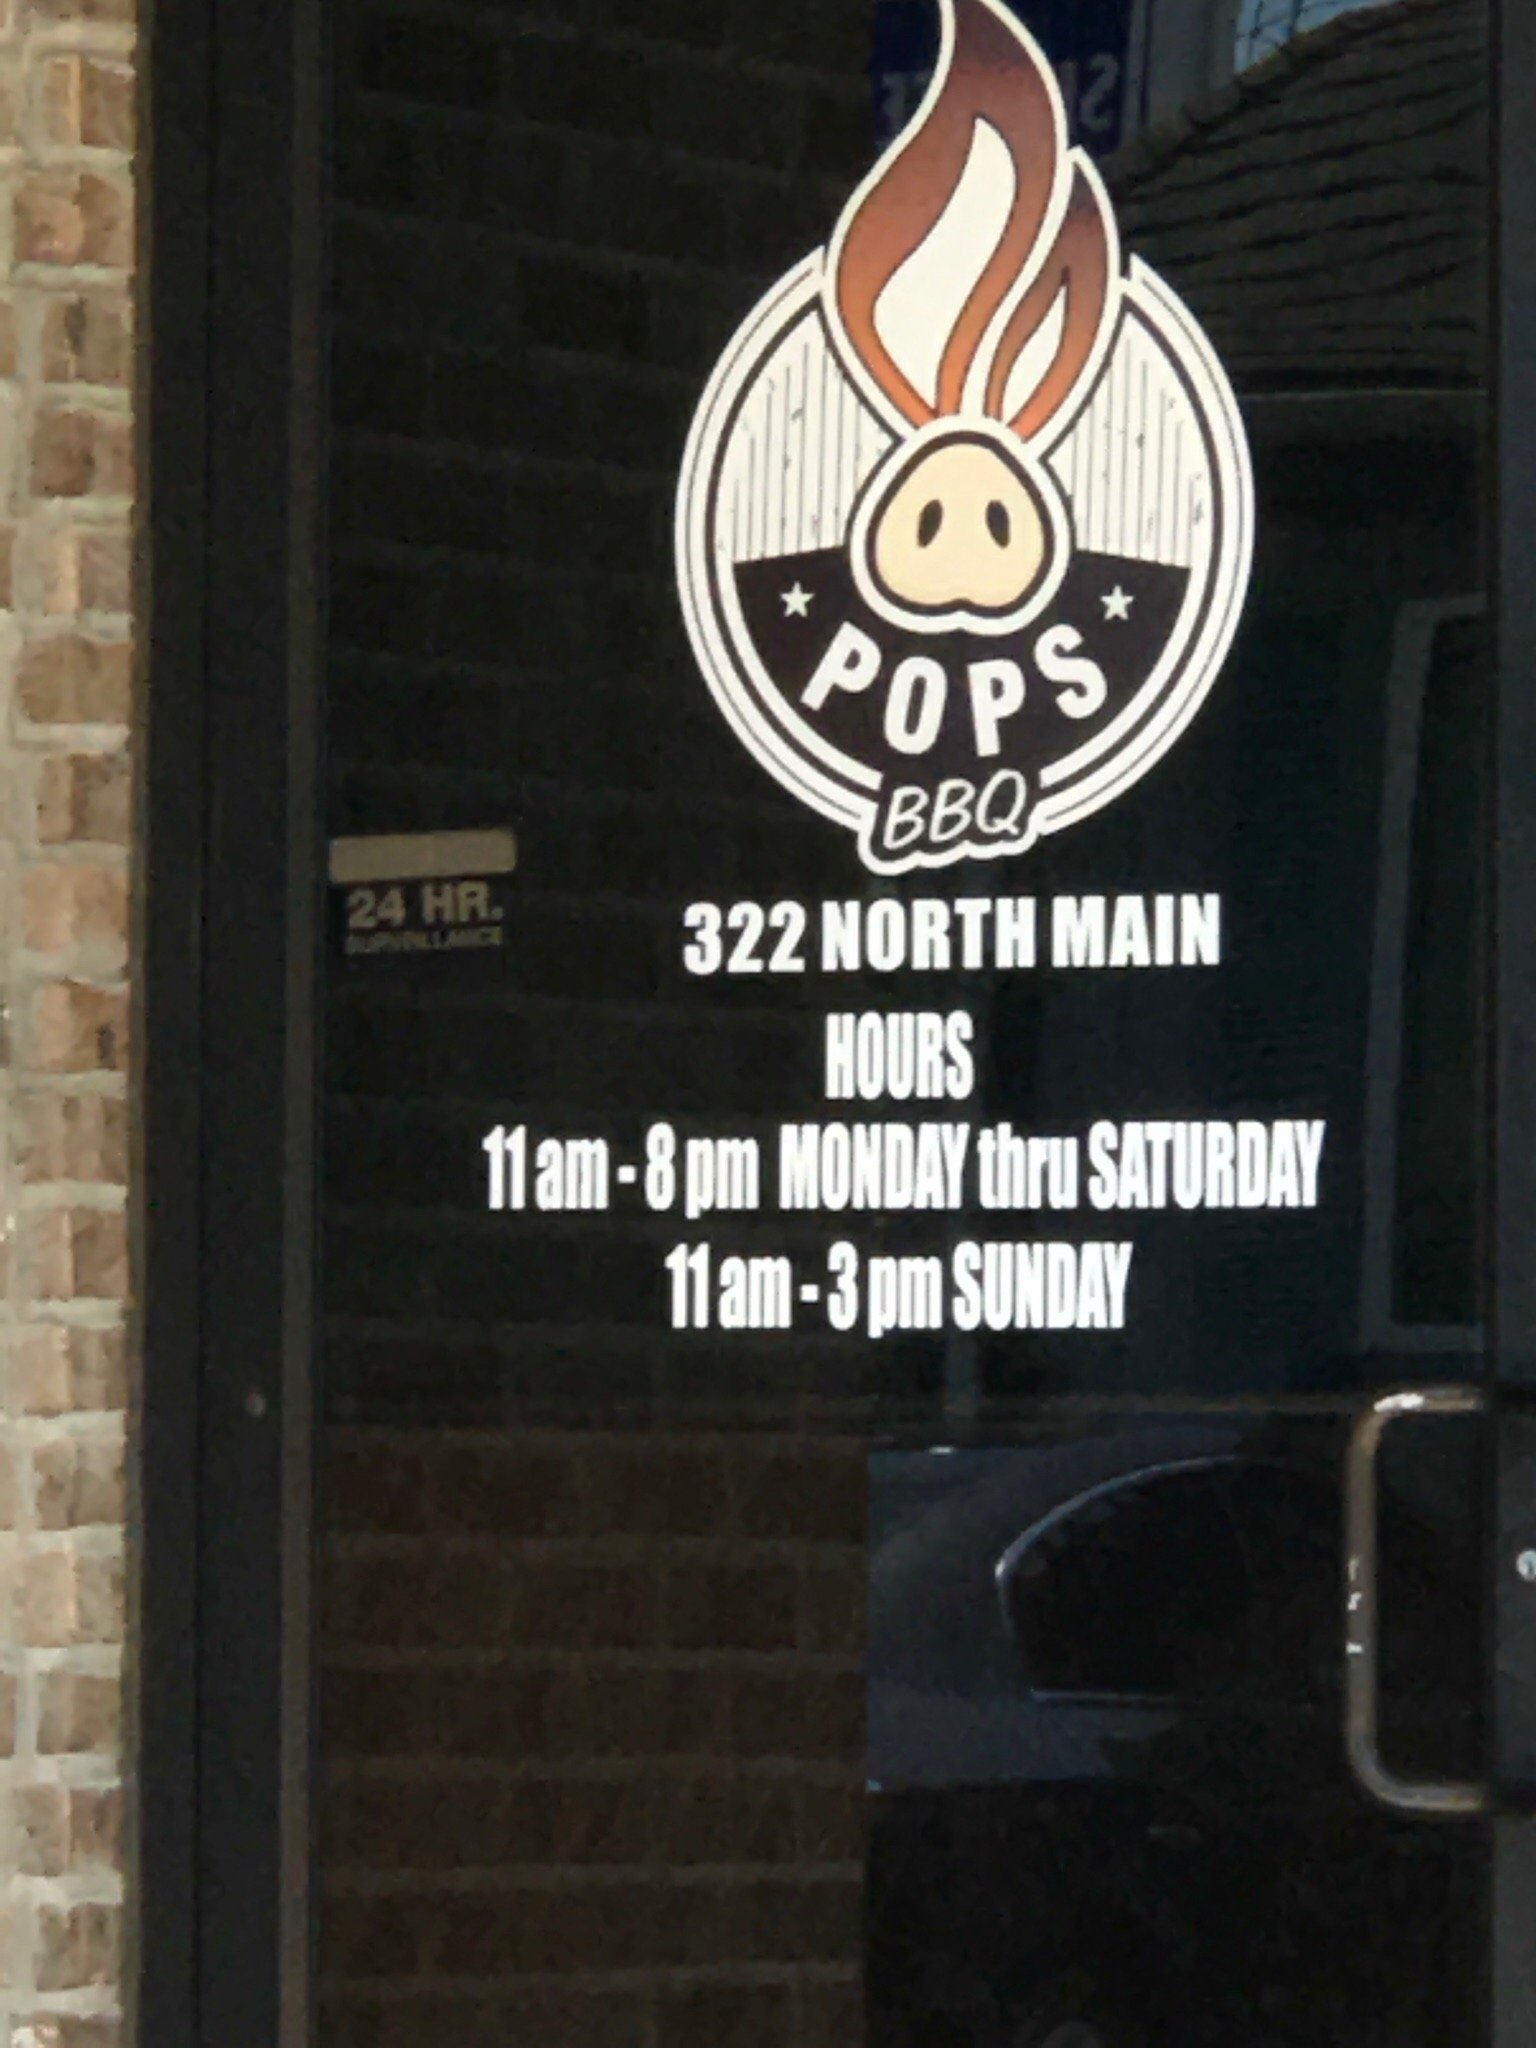 POPS
BBQ
24 HR.
SURVEILLANCE
322 NORTH MAIN
HOURS
11 am - 8 pm MONDAY thru SATURDAY
11 am - 3 pm SUNDAY